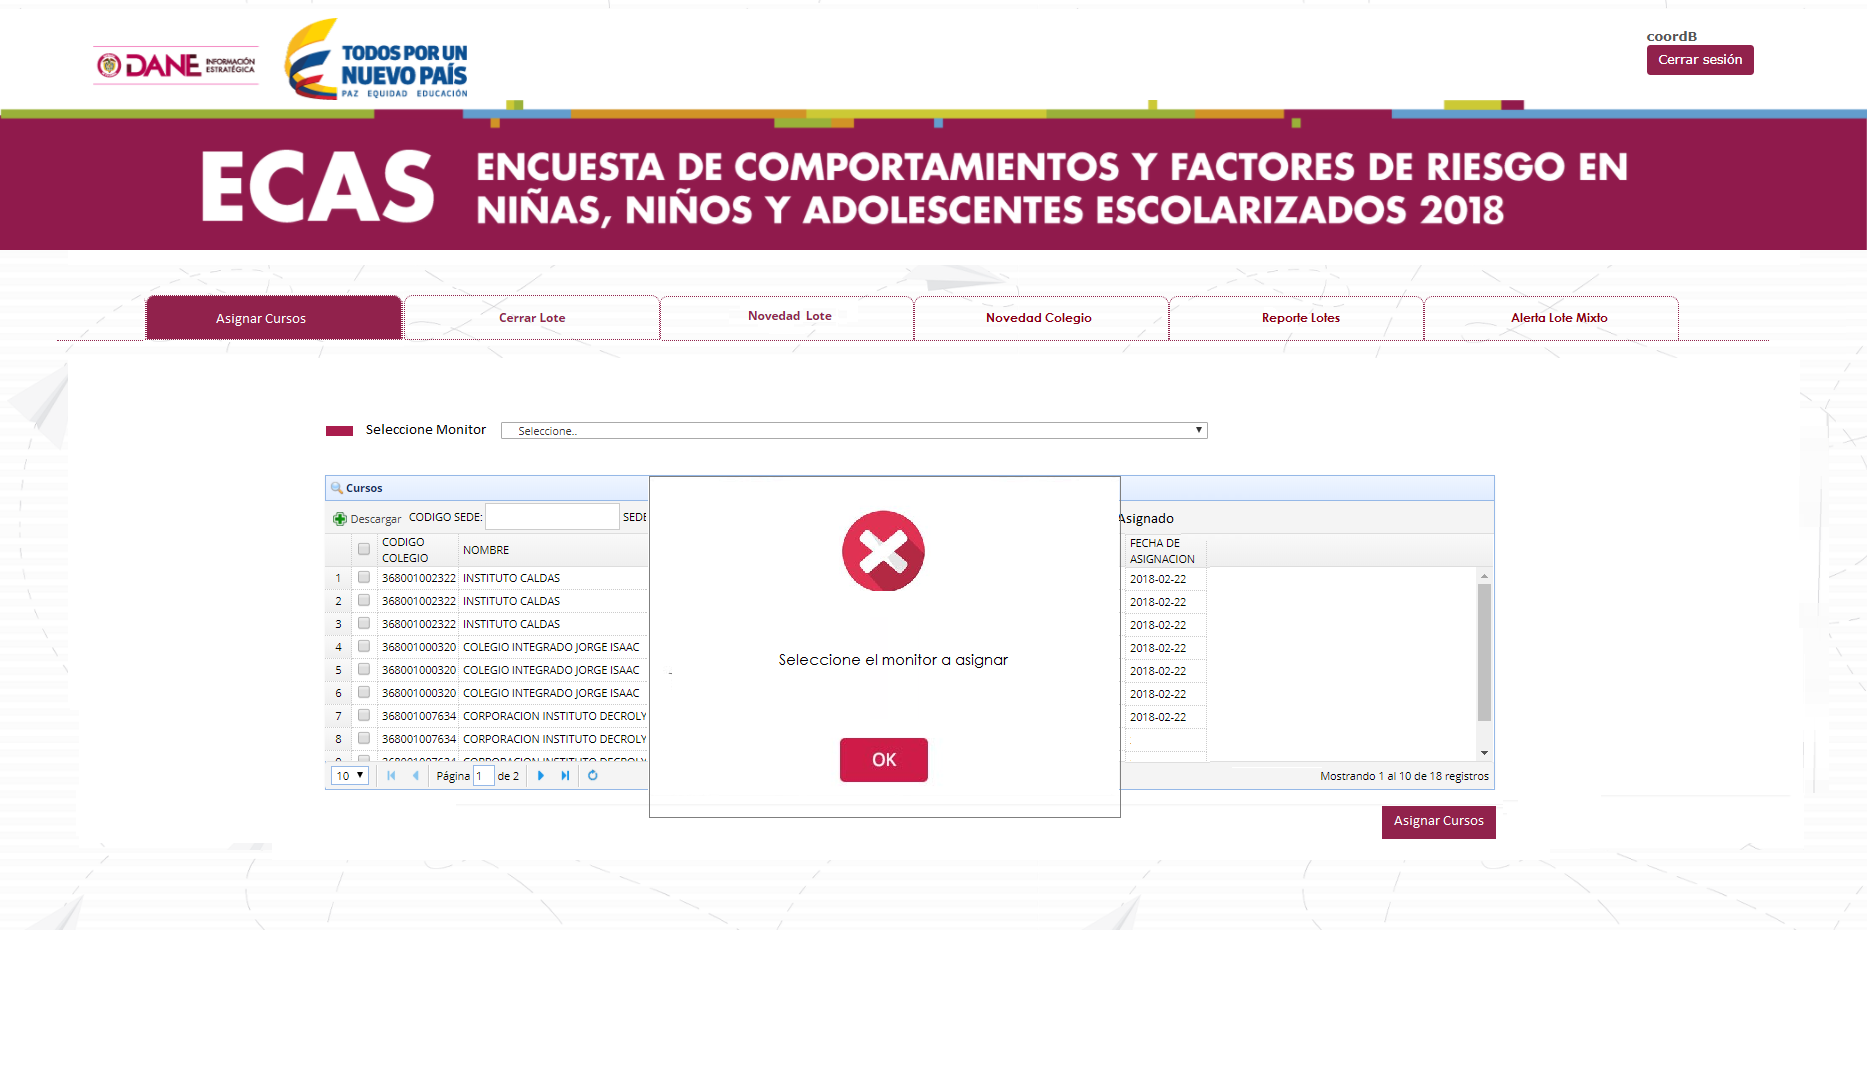 coordB
Cerrar sesión
DANE INFORMACIÓN ESTRATÉGICA
TODOS POR UN
NUEVO PAÍS
PAZ EQUIDAD EDUCACIÓN
ECAS ENCUESTA DE COMPORTAMIENTOS Y FACTORES DE RIESGO EN
NIÑAS, NIÑOS Y ADOLESCENTES ESCOLARIZADOS 2018
Asignar Cursos Cerrar Lote Novedad Lote Novedad Colegio Reporte Lotes Alerta Lote Mixto
Seleccione Monitor Seleccione..
Cursos
Descargar CODIGO SEDE: SEDE Asignado
CODIGO COLEGIO NOMBRE FECHA DE ASIGNACION
1 368001002322 INSTITUTO CALDAS 2018-02-22
2 368001002322 INSTITUTO CALDAS 2018-02-22
3 368001002322 INSTITUTO CALDAS 2018-02-22
4 368001000320 COLEGIO INTEGRADO JORGE ISAAC 2018-02-22
5 368001000320 COLEGIO INTEGRADO JORGE ISAAC 2018-02-22
6 368001000320 COLEGIO INTEGRADO JORGE ISAAC 2018-02-22
7 368001007634 CORPORACION INSTITUTO DECROLY 2018-02-22
8 368001007634 CORPORACION INSTITUTO DECROLY
Seleccione el monitor a asignar
OK
10 Página 1 de 2 Mostrando 1 al 10 de 18 registros
Asignar Cursos